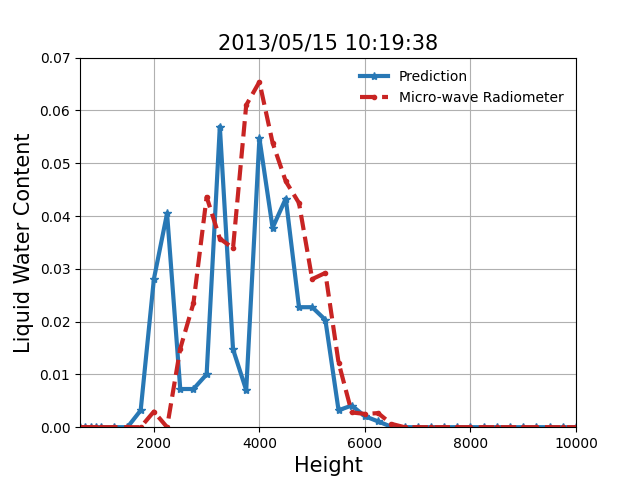 2013/05/15 10:19:38
Liquid Water Content
0.07
0.06
0.05
0.04
0.03
0.02
0.01
0.00
Prediction
Micro-wave Radiometer
2000 4000 6000 8000 10000
Height